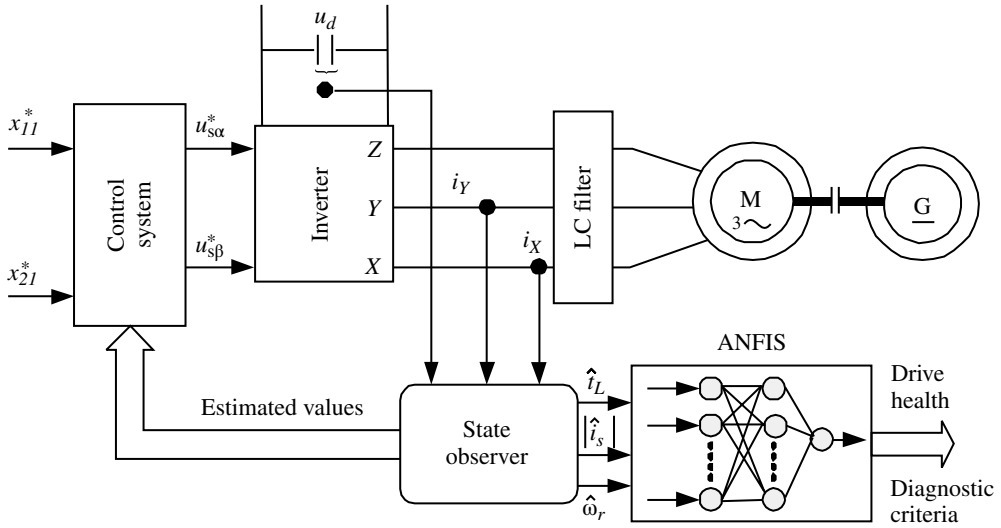 u_d
x*_11
u*_sα
Z
i_Y
M
3
G
Control
system
Inverter
Y
LC filter
i_X
x*_21
u*_sβ
X
ANFIS
t̂_L
Drive
health
Estimated values
|î_s|
State
observer
ω̂_r
Diagnostic
criteria